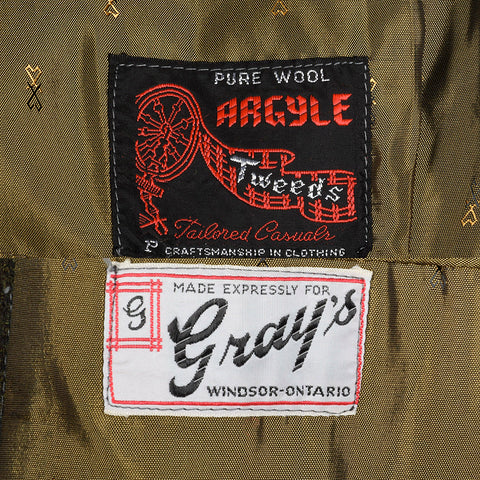 PURE WOOL
ARGYLE
Tweeds
Tailored Casuals
P CRAFTSMANSHIP IN CLOTHING
G
MADE EXPRESSLY FOR
Gray's
WINDSOR-ONTARIO